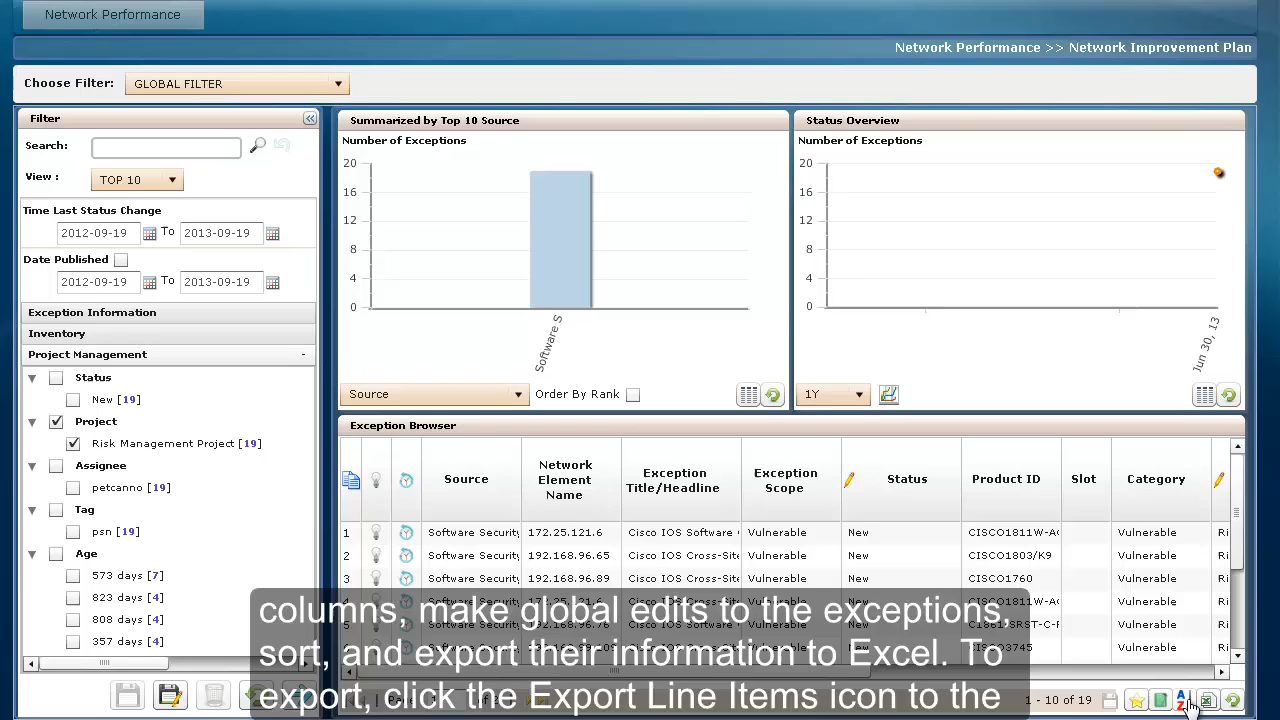 Network Performance
Network Performance >> Network Improvement Plan
Choose Filter: GLOBAL FILTER
Filter
Search:
View : TOP 10
Time Last Status Change
2012-09-19 To 2013-09-19
Date Published
2012-09-19 To 2013-09-19
Exception Information
Inventory
Project Management -
Status
New [19]
Project
Risk Management Project [19]
Assignee
petcanno [19]
Tag
psn [19]
Age
573 days [7]
823 days [4]
808 days [4]
357 days [4]
Summarized by Top 10 Source
Number of Exceptions
20
16
12
8
4
0
Software S
Source Order By Rank
Status Overview
Number of Exceptions
20
16
12
8
4
0
Jun 30, 13
1Y
Exception Browser
Source Network Element Name Exception Title/Headline Exception Scope Status Product ID Slot Category
1 Software Security 172.25.121.6 Cisco IOS Software Vulnerable New CISCO1811W-A Vulnerable Ri
2 Software Security 192.168.96.65 Cisco IOS Cross-Site Vulnerable New CISCO1803/K9 Vulnerable Ri
3 Software Security 192.168.96.89 Cisco IOS Cross-Site Vulnerable New CISCO1760 Vulnerable Ri
Vulnerable Ri
Vulnerable Ri
Vulnerable Ri
1 - 10 of 19
columns, make global edits to the exceptions,
sort, and export their information to Excel. To
export, click the Export Line Items icon to the